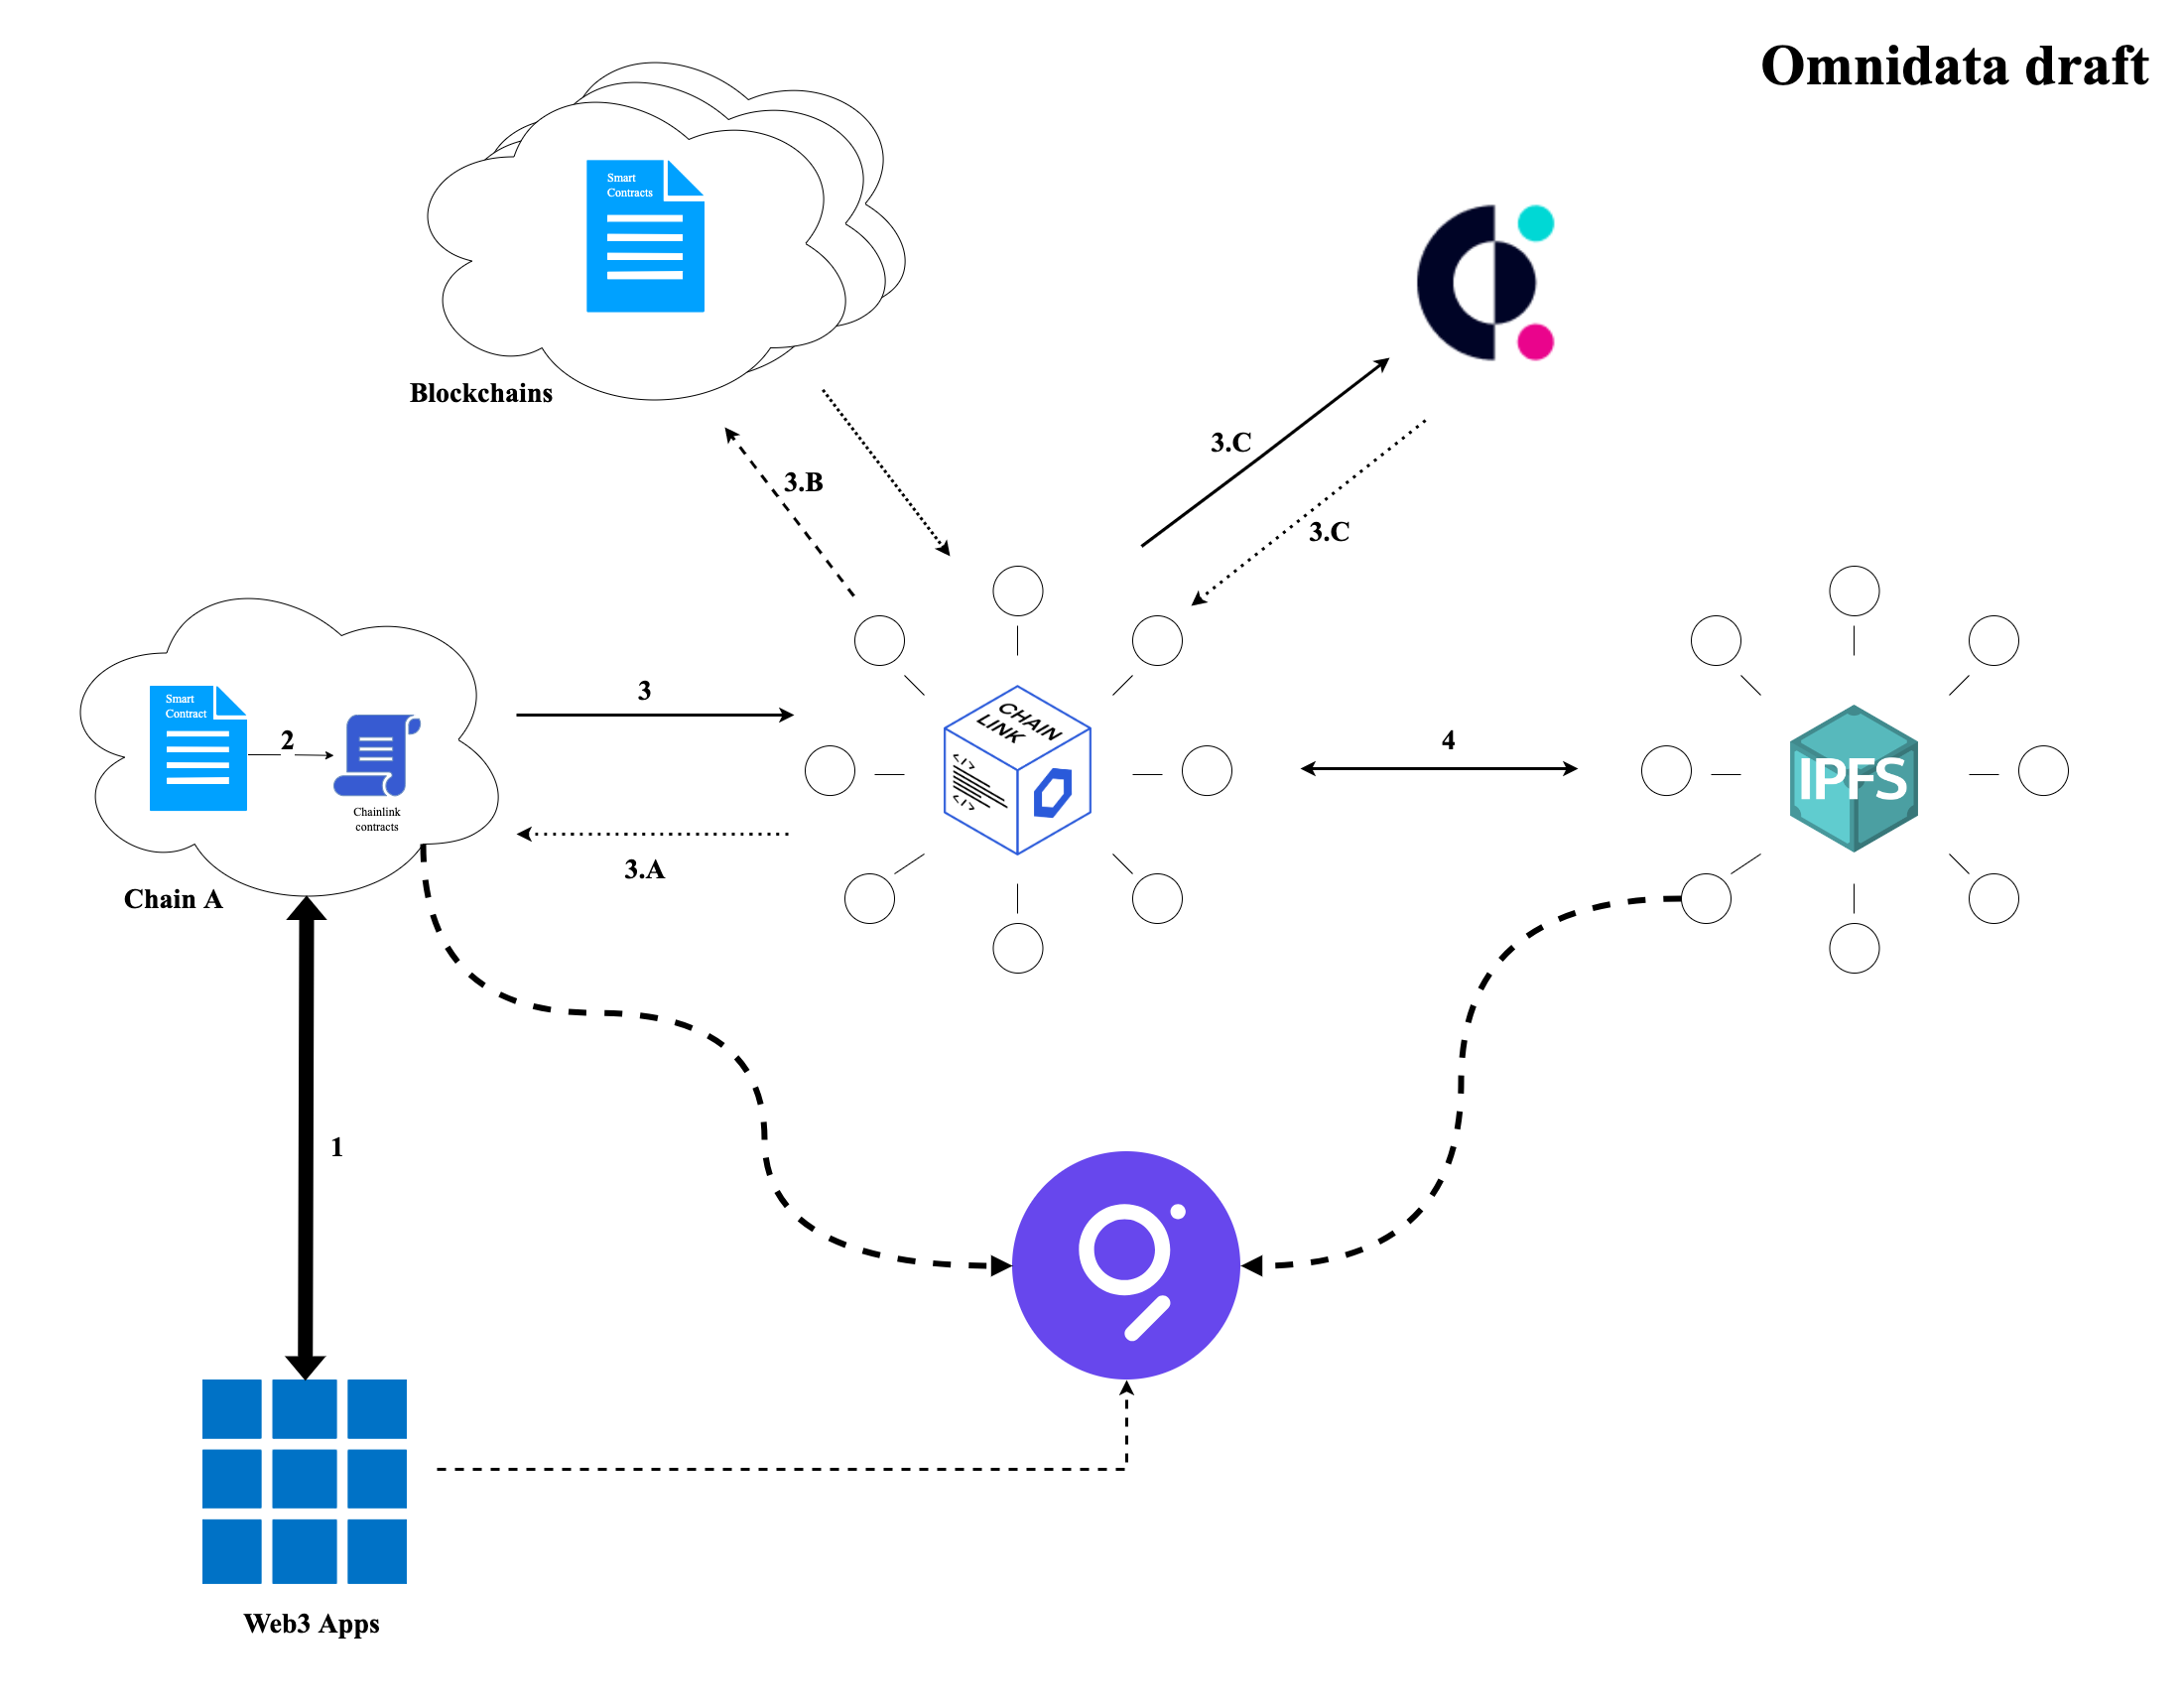 Omnidata draft
Smart
Contracts
Blockchains
3.B
3.C
3.C
Smart
Contract
2
Chainlink
contracts
3
3.A
CHAIN
LINK
<!>
<!>
4
IPFS
Chain A
1
Web3 Apps